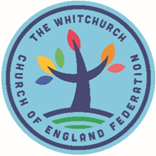 THE WHITCHURCH
CHURCH OF ENGLAND FEDERATION